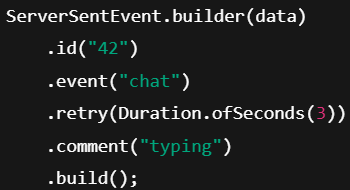 ServerSentEvent.builder(data)
    .id("42")
    .event("chat")
    .retry(Duration.ofSeconds(3))
    .comment("typing")
    .build();